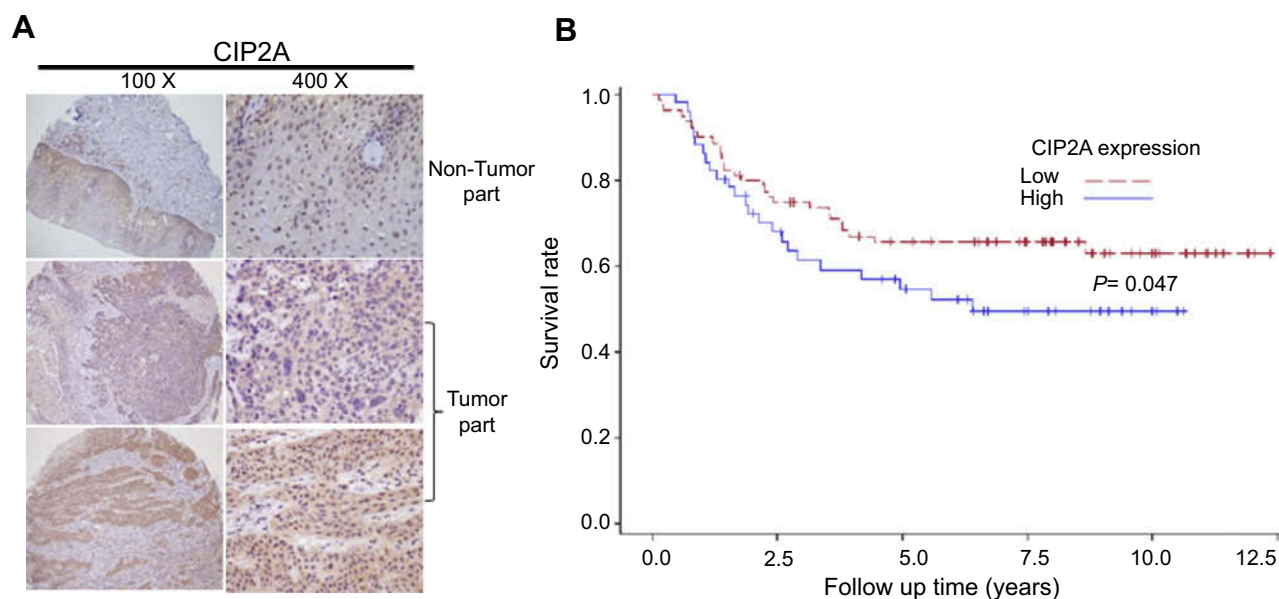 A
CIP2A
100 X
400 X
Non-Tumor
part
Tumor
part
B
Survival rate
1.0
0.8
0.6
0.4
0.2
0.0
CIP2A expression
Low
High
P= 0.047
0.0
2.5
5.0
7.5
10.0
12.5
Follow up time (years)